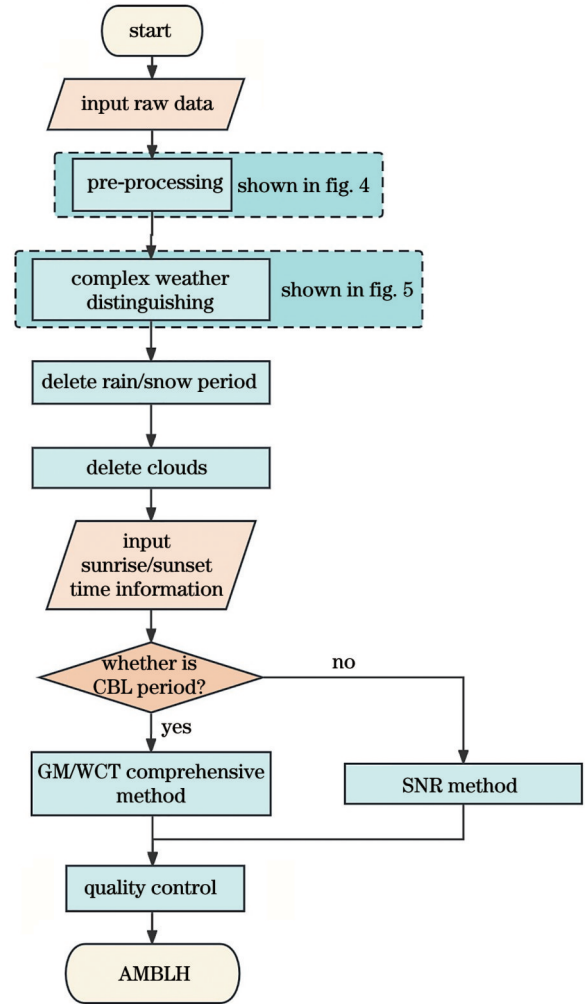 start
input raw data
pre-processing
shown in fig. 4
complex weather
distinguishing
shown in fig. 5
delete rain/snow period
delete clouds
input
sunrise/sunset
time information
whether is
CBL period?
no
yes
GM/WCT comprehensive
method
SNR method
quality control
AMBLH